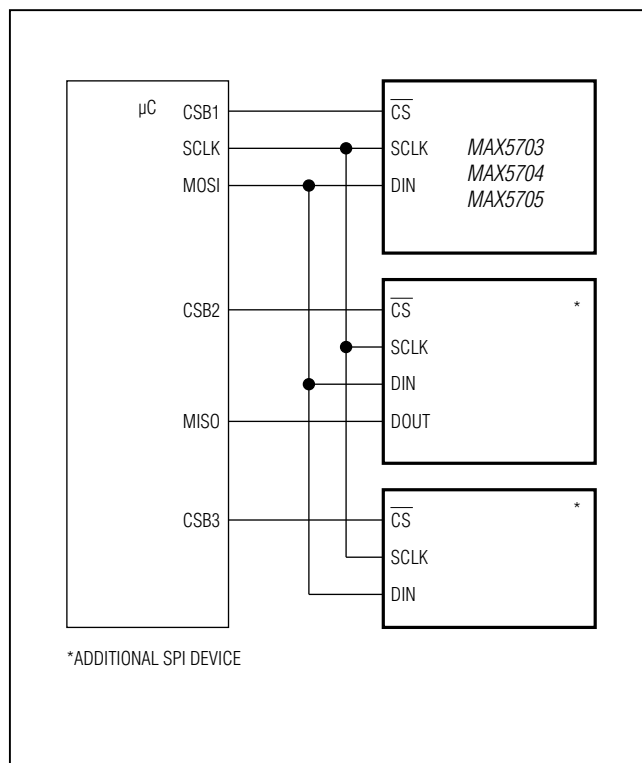 µC
CSB1
SCLK
MOSI
CSB2
MISO
CSB3
CS
SCLK
DIN
MAX5703
MAX5704
MAX5705
CS
*
SCLK
DIN
DOUT
CS
*
SCLK
DIN
*ADDITIONAL SPI DEVICE